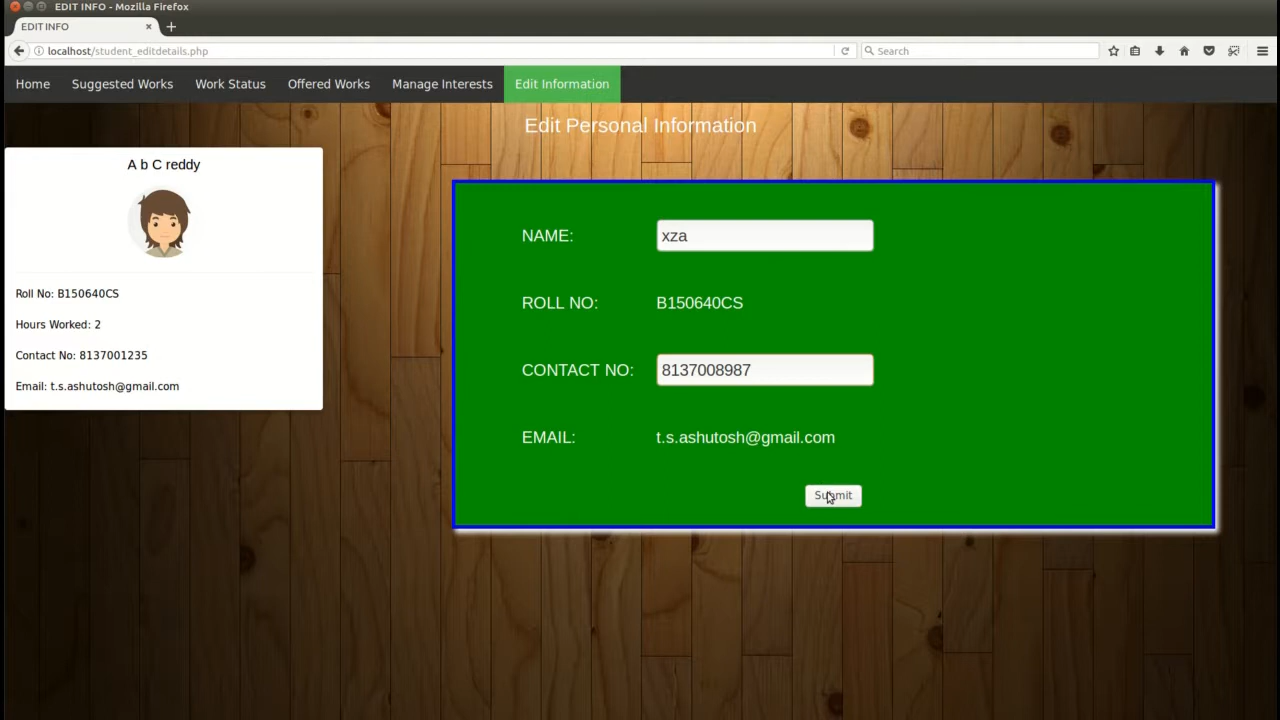 EDIT INFO - Mozilla Firefox
EDIT INFO
localhost/student_editdetails.php
Search
Home Suggested Works Work Status Offered Works Manage Interests Edit Information
Edit Personal Information
A b C reddy
Roll No: B150640CS
Hours Worked: 2
Contact No: 8137001235
Email: t.s.ashutosh@gmail.com
NAME: xza
ROLL NO: B150640CS
CONTACT NO: 8137008987
EMAIL: t.s.ashutosh@gmail.com
Submit